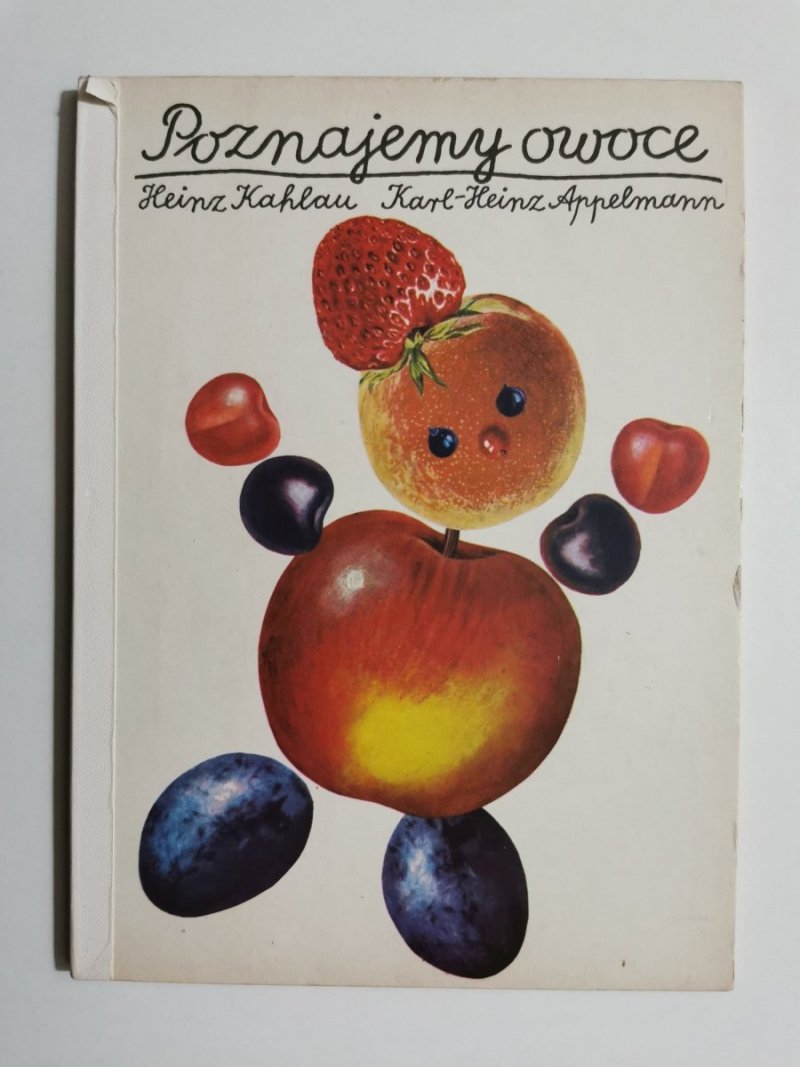 Poznajemy owoce
Heinz Kahlau Karl-Heinz Appelmann